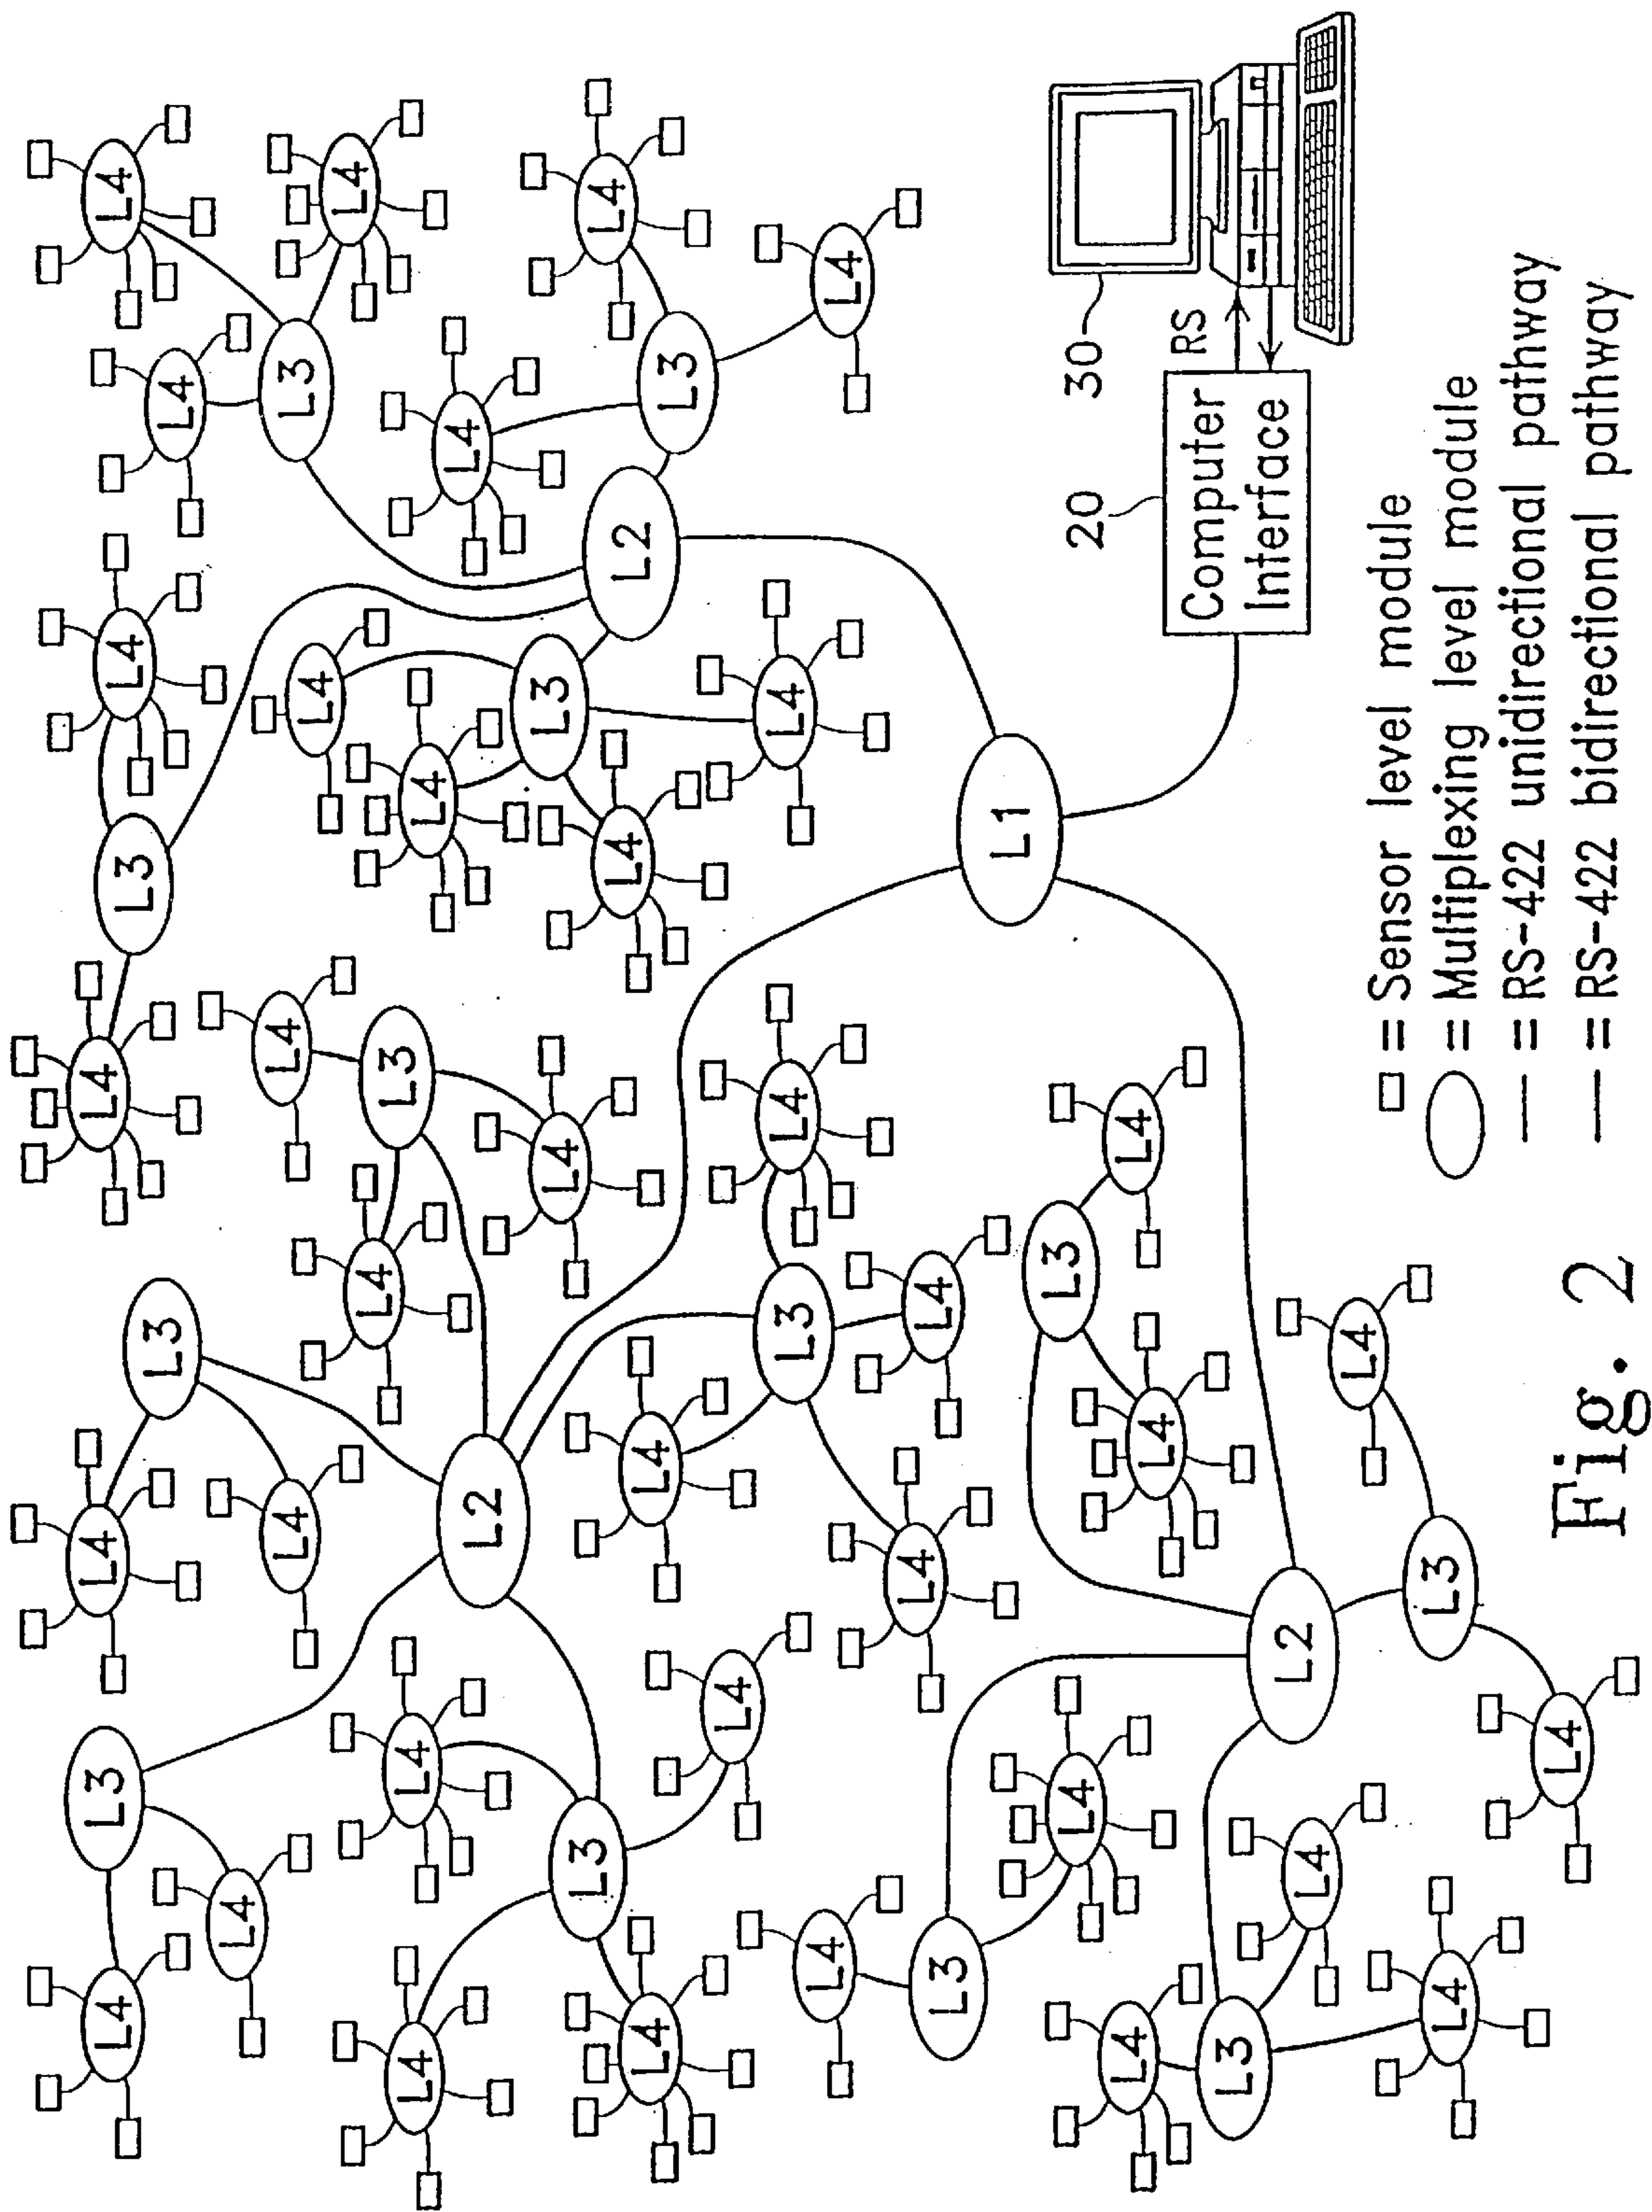 L4
L4
L3
L4
L4
L4
L3
L3
L4
L4
L4
L4
L3
L4
L4
L4
L3
L4
L4
L4
L4
L2
L3
L4
L3
L4
L4
L2
L4
L4
L3
L4
L4
L4
L3
L4
L4
L4
L4
L3
L1
L3
L4
20
30
L4
L4
L4
RS
Computer
Interface
L3
L2
L4
L4
L3
L4
L4
= Sensor level module
= Multiplexing level module
= RS-422 unidirectional pathway
= RS-422 bidirectional pathway
Fig. 2